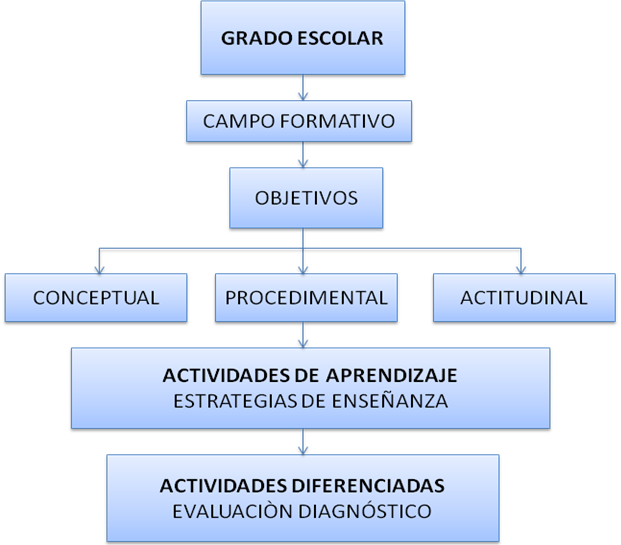 GRADO ESCOLAR
CAMPO FORMATIVO
OBJETIVOS
CONCEPTUAL
PROCEDIMENTAL
ACTITUDINAL
ACTIVIDADES DE APRENDIZAJE
ESTRATEGIAS DE ENSEÑANZA
ACTIVIDADES DIFERENCIADAS
EVALUACIÒN DIAGNÓSTICO